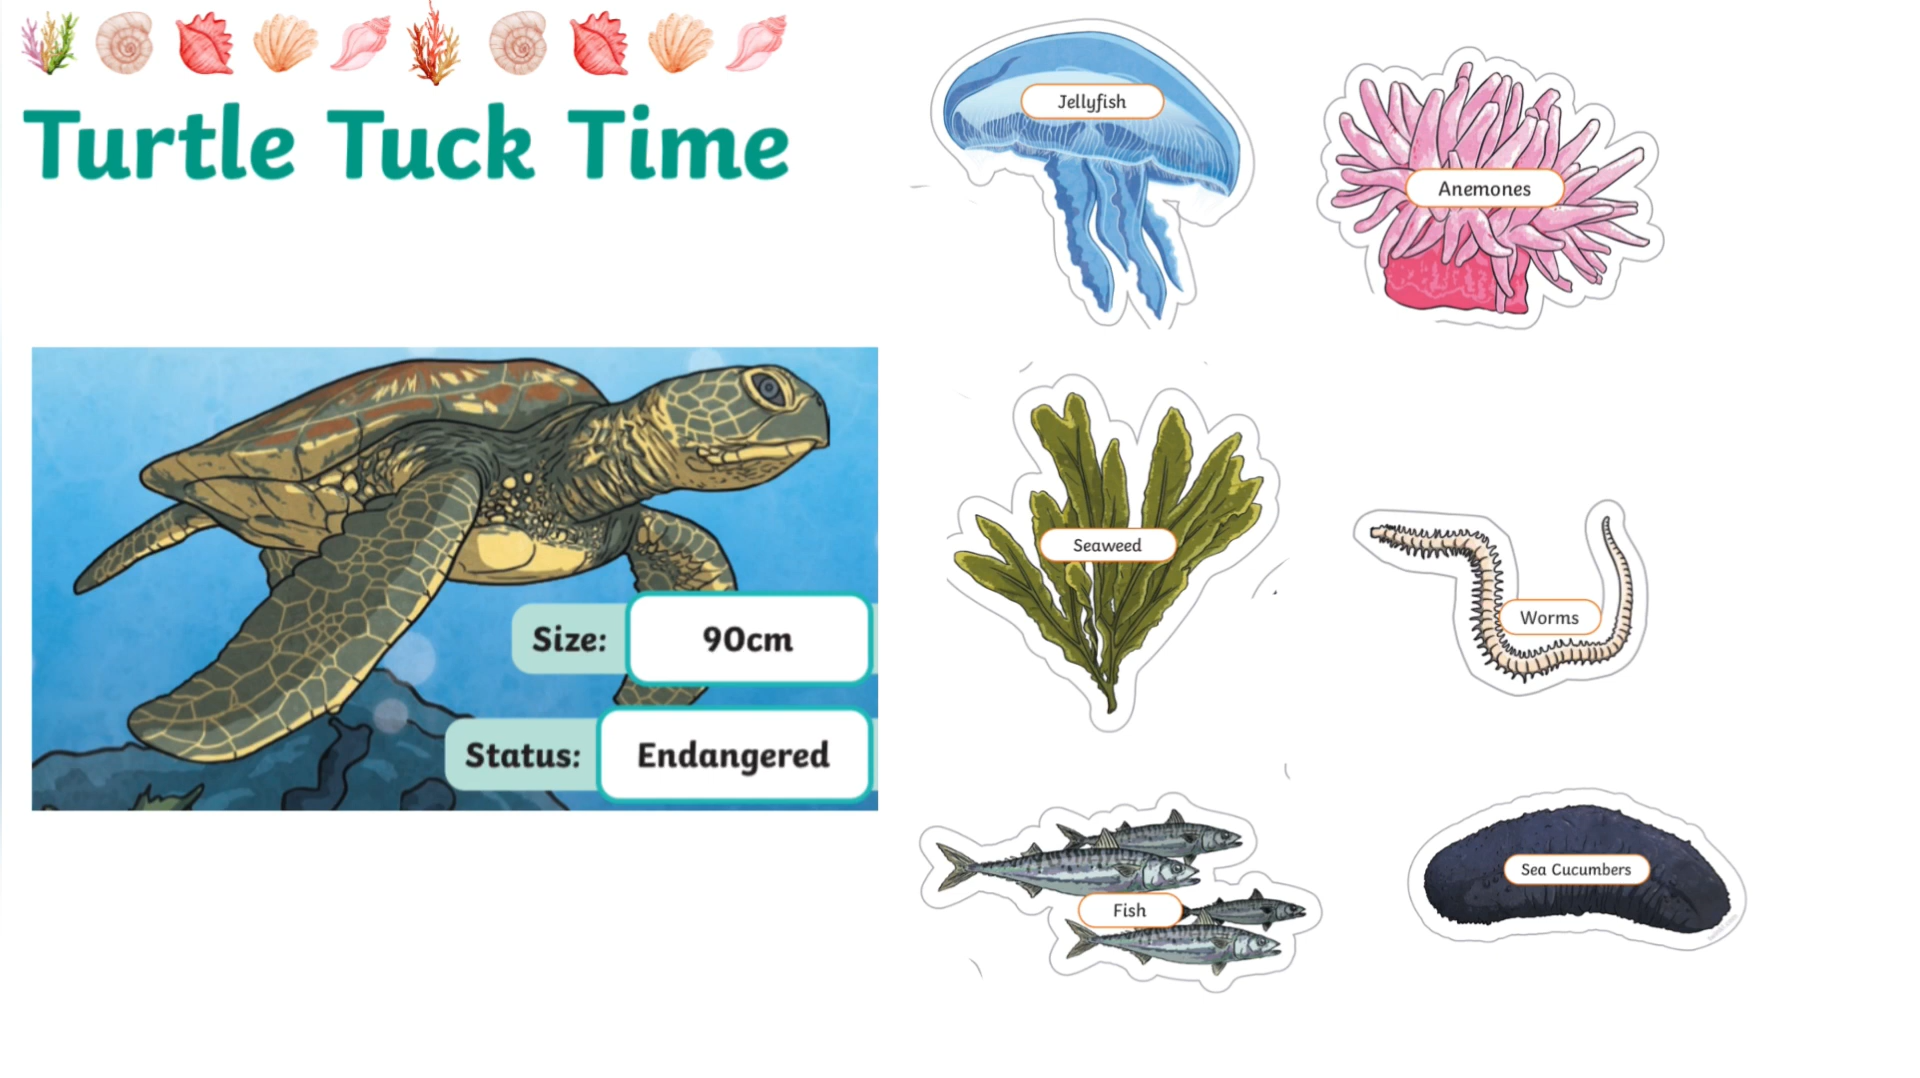 Turtle Tuck Time
Size: 90cm
Status: Endangered
Jellyfish
Anemones
Seaweed
Worms
Fish
Sea Cucumbers